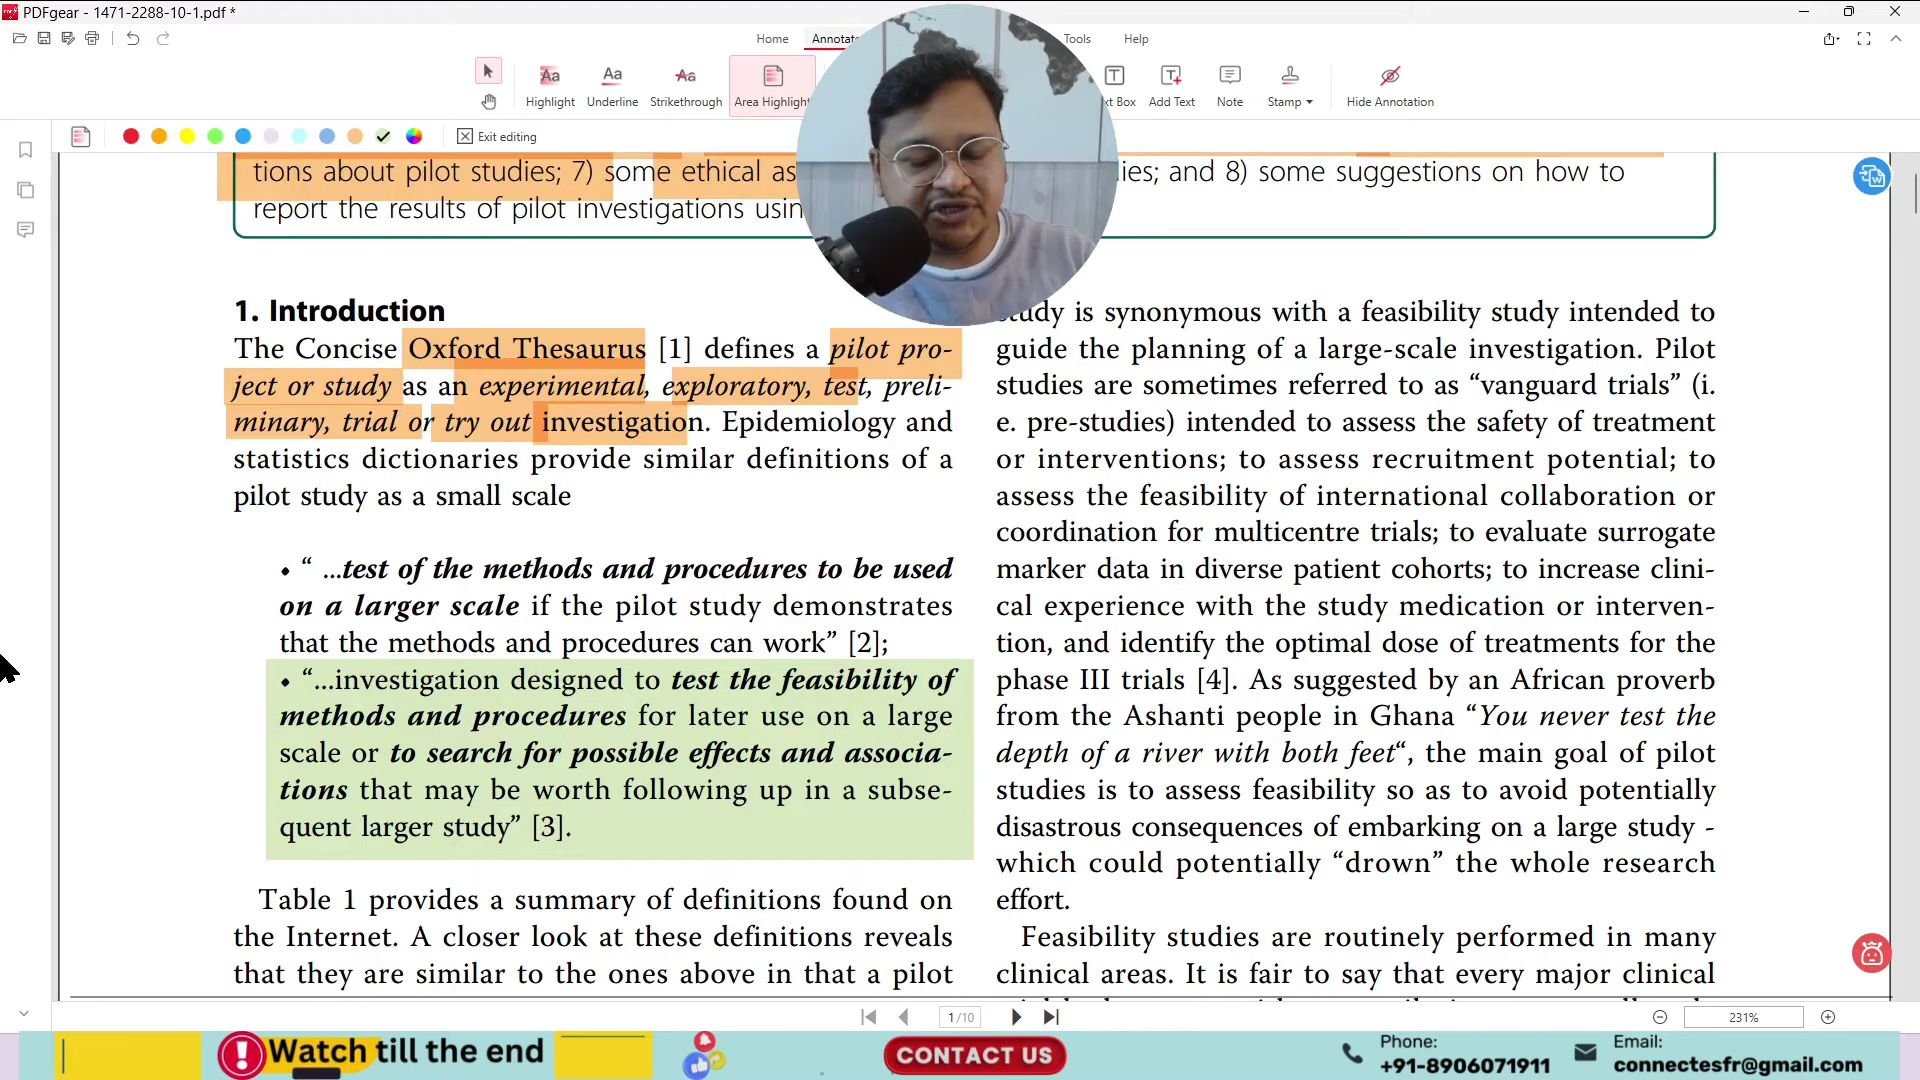 PDFgear - 1471-2288-10-1.pdf *
Home
Annotate
Tools
Help
Aa Highlight
Aa Underline
Aa Strikethrough
Area Highlight
Add Text
Note
Stamp
Hide Annotation
Exit editing
tions about pilot studies; 7) some ethical
and 8) some suggestions on how to
report the results of pilot investigations
1. Introduction
The Concise Oxford Thesaurus [1] defines a pilot pro-
ject or study as an experimental, exploratory, test, preli-
minary, trial or try out investigation. Epidemiology and
statistics dictionaries provide similar definitions of a
pilot study as a small scale
• “ ...test of the methods and procedures to be used
on a larger scale if the pilot study demonstrates
that the methods and procedures can work” [2];
• “...investigation designed to test the feasibility of
methods and procedures for later use on a large
scale or to search for possible effects and associa-
tions that may be worth following up in a subse-
quent larger study” [3].
Table 1 provides a summary of definitions found on
the Internet. A closer look at these definitions reveals
that they are similar to the ones above in that a pilot
study is synonymous with a feasibility study intended to
guide the planning of a large-scale investigation. Pilot
studies are sometimes referred to as “vanguard trials” (i.
e. pre-studies) intended to assess the safety of treatment
or interventions; to assess recruitment potential; to
assess the feasibility of international collaboration or
coordination for multicentre trials; to evaluate surrogate
marker data in diverse patient cohorts; to increase clini-
cal experience with the study medication or interven-
tion, and identify the optimal dose of treatments for the
phase III trials [4]. As suggested by an African proverb
from the Ashanti people in Ghana “You never test the
depth of a river with both feet“, the main goal of pilot
studies is to assess feasibility so as to avoid potentially
disastrous consequences of embarking on a large study -
which could potentially “drown” the whole research
effort.
Feasibility studies are routinely performed in many
clinical areas. It is fair to say that every major clinical
1/10
231%
Watch till the end
CONTACT US
Phone:
+91-8906071911
Email:
connectesfr@gmail.com